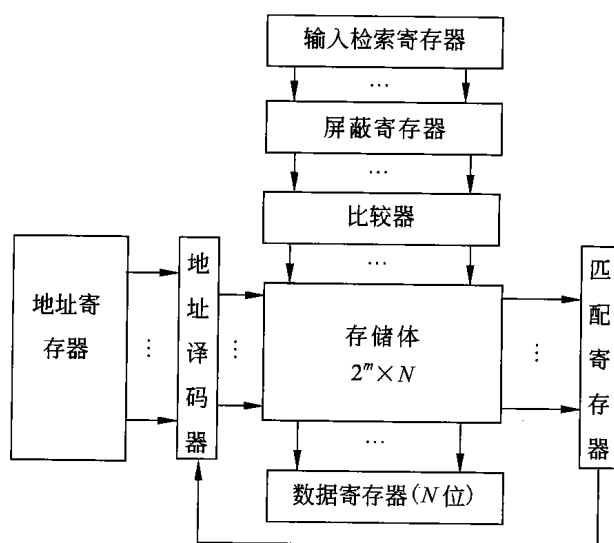 输入检索寄存器
…
屏蔽寄存器
…
比较器
…
地址寄
存器
⋮
地址译码器
⋮
存储体
2^m×N
⋮
匹配寄存器
…
数据寄存器(N位)